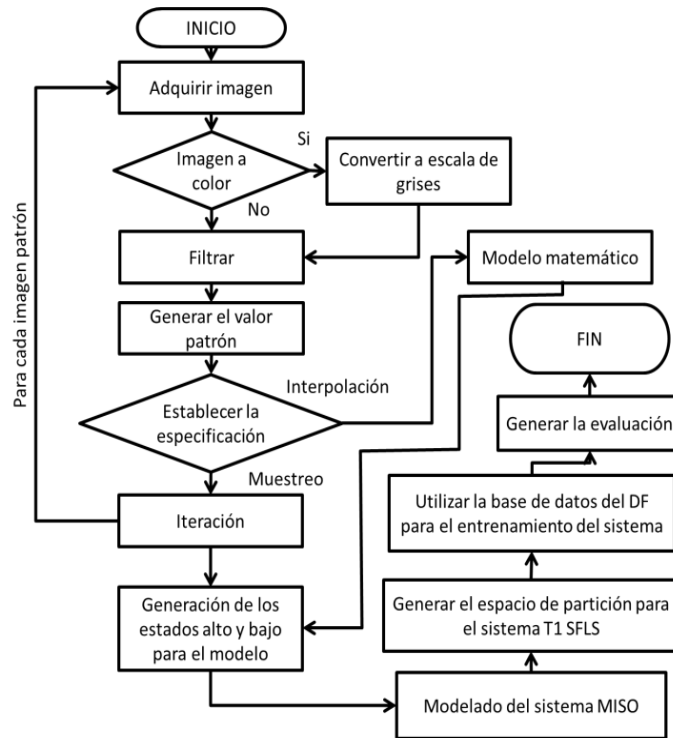 INICIO
Adquirir imagen
Imagen a
color
Si
Convertir a escala de
grises
No
Filtrar
Modelo matemático
Generar el valor
patrón
Para cada imagen patrón
Establecer la
especificación
Interpolación
Muestreo
Iteración
Generación de los
estados alto y bajo
para el modelo
Modelado del sistema MISO
Generar el espacio de partición para
el sistema T1 SFLS
Utilizar la base de datos del DF
para el entrenamiento del sistema
Generar la evaluación
FIN